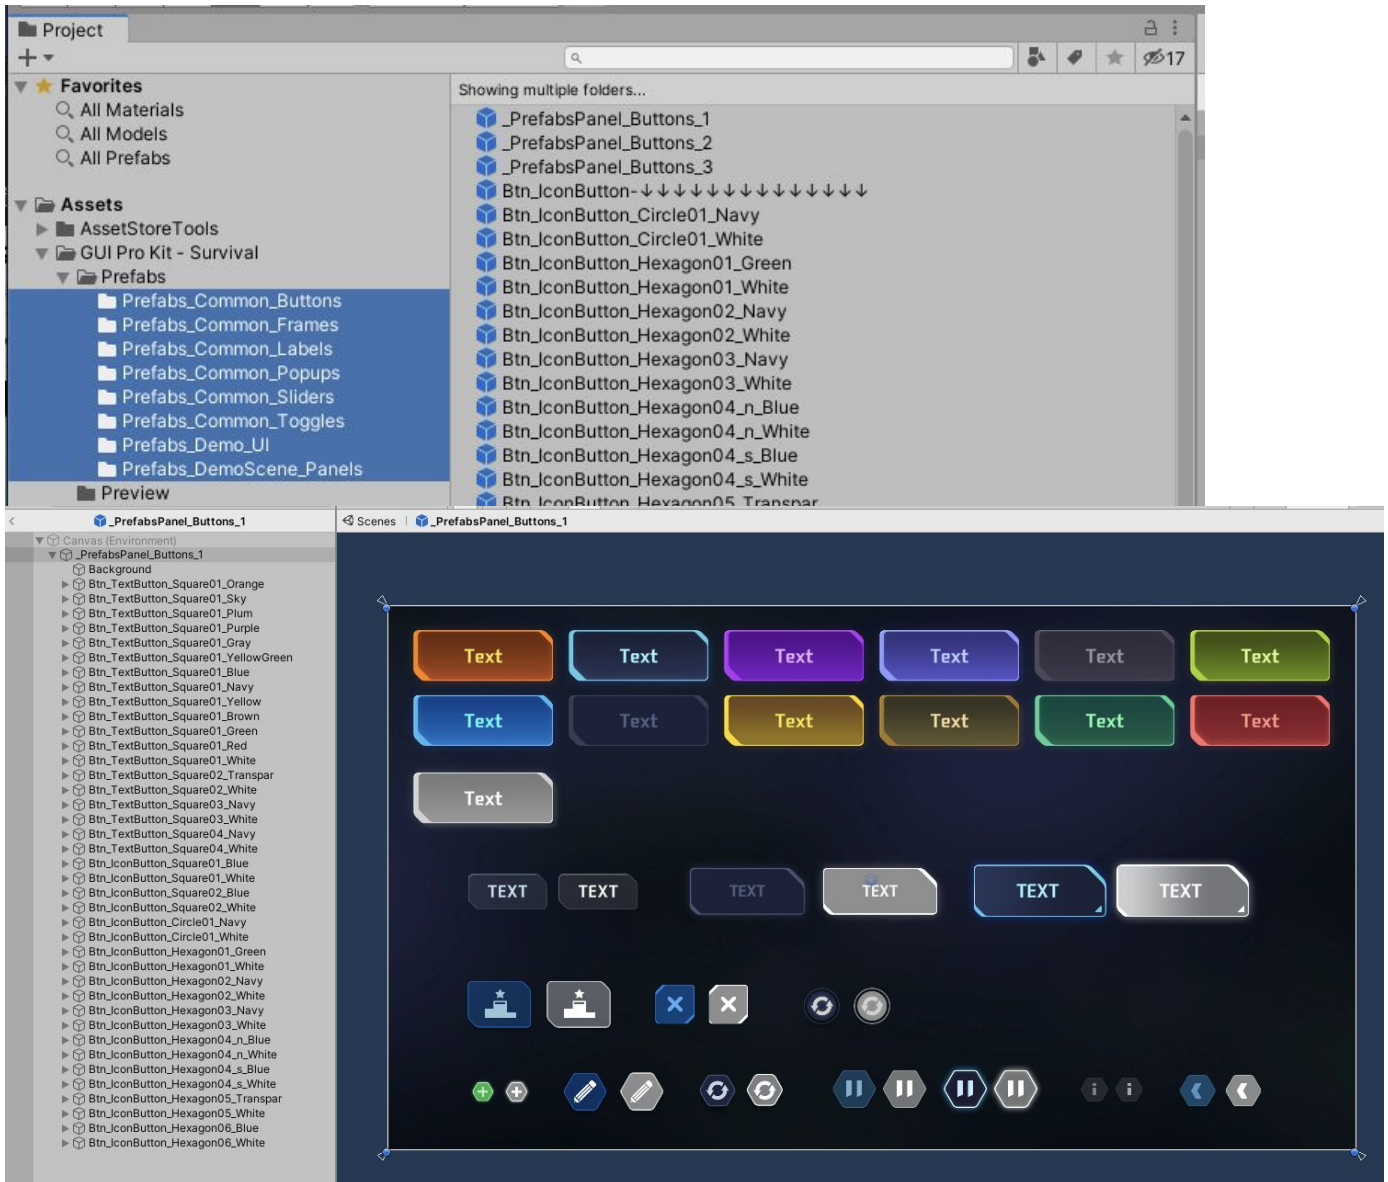 Project
17
Favorites
All Materials
All Models
All Prefabs
Assets
AssetStoreTools
GUI Pro Kit - Survival
Prefabs
Prefabs_Common_Buttons
Prefabs_Common_Frames
Prefabs_Common_Labels
Prefabs_Common_Popups
Prefabs_Common_Sliders
Prefabs_Common_Toggles
Prefabs_Demo_UI
Prefabs_DemoScene_Panels
Preview
Showing multiple folders...
_PrefabsPanel_Buttons_1
_PrefabsPanel_Buttons_2
_PrefabsPanel_Buttons_3
Btn_IconButton-↓↓↓↓↓↓↓↓↓↓↓↓↓↓
Btn_IconButton_Circle01_Navy
Btn_IconButton_Circle01_White
Btn_IconButton_Hexagon01_Green
Btn_IconButton_Hexagon01_White
Btn_IconButton_Hexagon02_Navy
Btn_IconButton_Hexagon02_White
Btn_IconButton_Hexagon03_Navy
Btn_IconButton_Hexagon03_White
Btn_IconButton_Hexagon04_n_Blue
Btn_IconButton_Hexagon04_n_White
Btn_IconButton_Hexagon04_s_Blue
Btn_IconButton_Hexagon04_s_White
Btn_IconButton_Hexagon05_Transpar
_PrefabsPanel_Buttons_1
Canvas (Environment)
_PrefabsPanel_Buttons_1
Background
Btn_TextButton_Square01_Orange
Btn_TextButton_Square01_Sky
Btn_TextButton_Square01_Plum
Btn_TextButton_Square01_Purple
Btn_TextButton_Square01_Gray
Btn_TextButton_Square01_YellowGreen
Btn_TextButton_Square01_Blue
Btn_TextButton_Square01_Navy
Btn_TextButton_Square01_Yellow
Btn_TextButton_Square01_Brown
Btn_TextButton_Square01_Green
Btn_TextButton_Square01_Red
Btn_TextButton_Square01_White
Btn_TextButton_Square02_Transpar
Btn_TextButton_Square02_White
Btn_TextButton_Square03_Navy
Btn_TextButton_Square03_White
Btn_TextButton_Square04_Navy
Btn_TextButton_Square04_White
Btn_IconButton_Square01_Blue
Btn_IconButton_Square01_White
Btn_IconButton_Square02_Blue
Btn_IconButton_Square02_White
Btn_IconButton_Circle01_Navy
Btn_IconButton_Circle01_White
Btn_IconButton_Hexagon01_Green
Btn_IconButton_Hexagon01_White
Btn_IconButton_Hexagon02_Navy
Btn_IconButton_Hexagon02_White
Btn_IconButton_Hexagon03_Navy
Btn_IconButton_Hexagon03_White
Btn_IconButton_Hexagon04_n_Blue
Btn_IconButton_Hexagon04_n_White
Btn_IconButton_Hexagon04_s_Blue
Btn_IconButton_Hexagon04_s_White
Btn_IconButton_Hexagon05_Transpar
Btn_IconButton_Hexagon05_White
Btn_IconButton_Hexagon06_Blue
Btn_IconButton_Hexagon06_White
Scenes | _PrefabsPanel_Buttons_1
Text Text Text Text Text Text
Text Text Text Text Text Text
Text
TEXT TEXT TEXT TEXT TEXT TEXT
i i